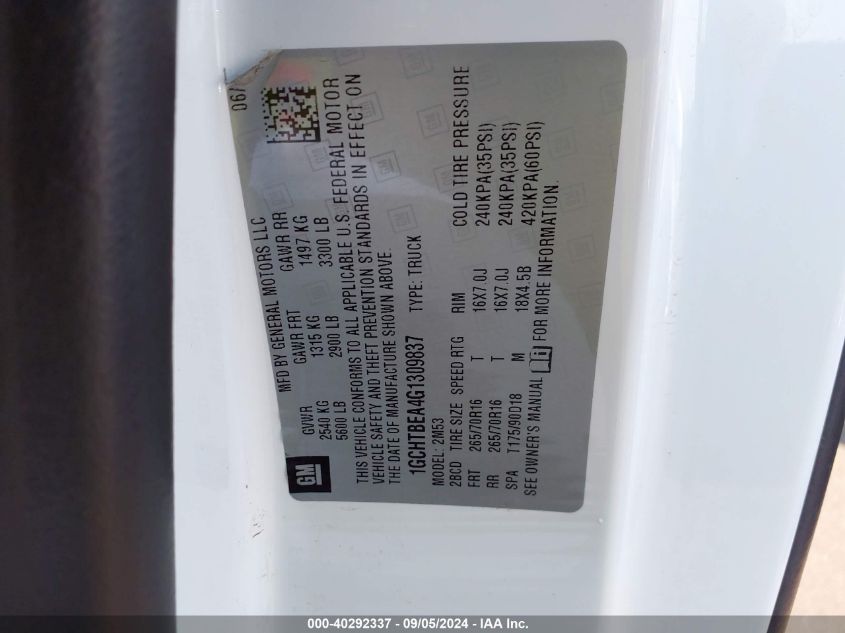 MFD BY GENERAL MOTORS LLC
06/
GVWR GAWR FRT GAWR RR
2540 KG 1315 KG 1497 KG
5600 LB 2900 LB 3300 LB
GM
THIS VEHICLE CONFORMS TO ALL APPLICABLE U.S. FEDERAL MOTOR
VEHICLE SAFETY AND THEFT PREVENTION STANDARDS IN EFFECT ON
THE DATE OF MANUFACTURE SHOWN ABOVE.
1GCHTBEA4G1309837 TYPE: TRUCK
MODEL: 2M53
2BCD TIRE SIZE SPEED RTG RIM COLD TIRE PRESSURE
FRT 265/70R16 T 16X7.0J 240KPA(35PSI)
RR 265/70R16 T 16X7.0J 240KPA(35PSI)
SPA T175/90D18 M 18X4.5B 420KPA(60PSI)
SEE OWNER'S MANUAL i FOR MORE INFORMATION.
000-40292337 - 09/05/2024 - IAA Inc.